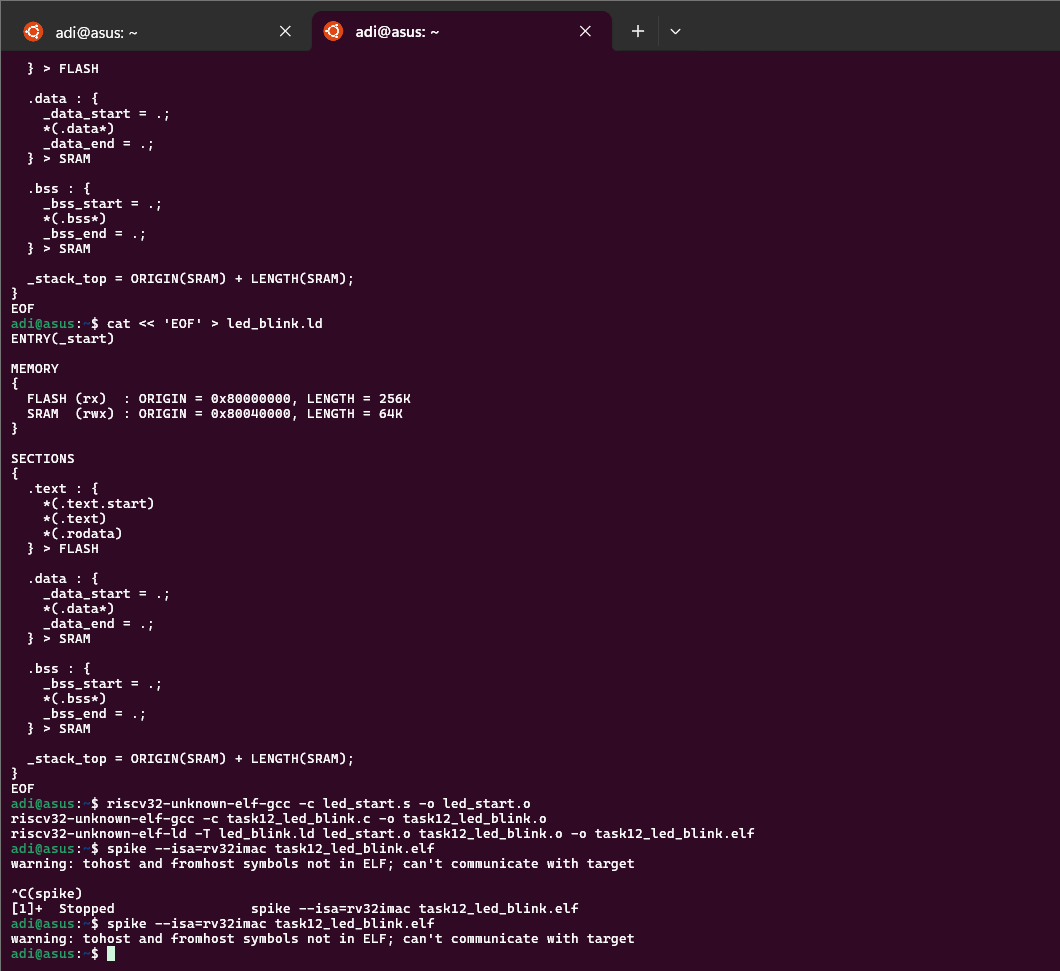 adi@asus: ~
adi@asus: ~
  } > FLASH

  .data : {
    _data_start = .;
    *(.data*)
    _data_end = .;
  } > SRAM

  .bss : {
    _bss_start = .;
    *(.bss*)
    _bss_end = .;
  } > SRAM

  _stack_top = ORIGIN(SRAM) + LENGTH(SRAM);
}
EOF
adi@asus:~$ cat << 'EOF' > led_blink.ld
ENTRY(_start)

MEMORY
{
  FLASH (rx)  : ORIGIN = 0x80000000, LENGTH = 256K
  SRAM  (rwx) : ORIGIN = 0x80040000, LENGTH = 64K
}

SECTIONS
{
  .text : {
    *(.text.start)
    *(.text)
    *(.rodata)
  } > FLASH

  .data : {
    _data_start = .;
    *(.data*)
    _data_end = .;
  } > SRAM

  .bss : {
    _bss_start = .;
    *(.bss*)
    _bss_end = .;
  } > SRAM

  _stack_top = ORIGIN(SRAM) + LENGTH(SRAM);
}
EOF
adi@asus:~$ riscv32-unknown-elf-gcc -c led_start.s -o led_start.o
riscv32-unknown-elf-gcc -c task12_led_blink.c -o task12_led_blink.o
riscv32-unknown-elf-ld -T led_blink.ld led_start.o task12_led_blink.o -o task12_led_blink.elf
adi@asus:~$ spike --isa=rv32imac task12_led_blink.elf
warning: tohost and fromhost symbols not in ELF; can't communicate with target

^C(spike)
[1]+  Stopped                 spike --isa=rv32imac task12_led_blink.elf
adi@asus:~$ spike --isa=rv32imac task12_led_blink.elf
warning: tohost and fromhost symbols not in ELF; can't communicate with target
adi@asus:~$